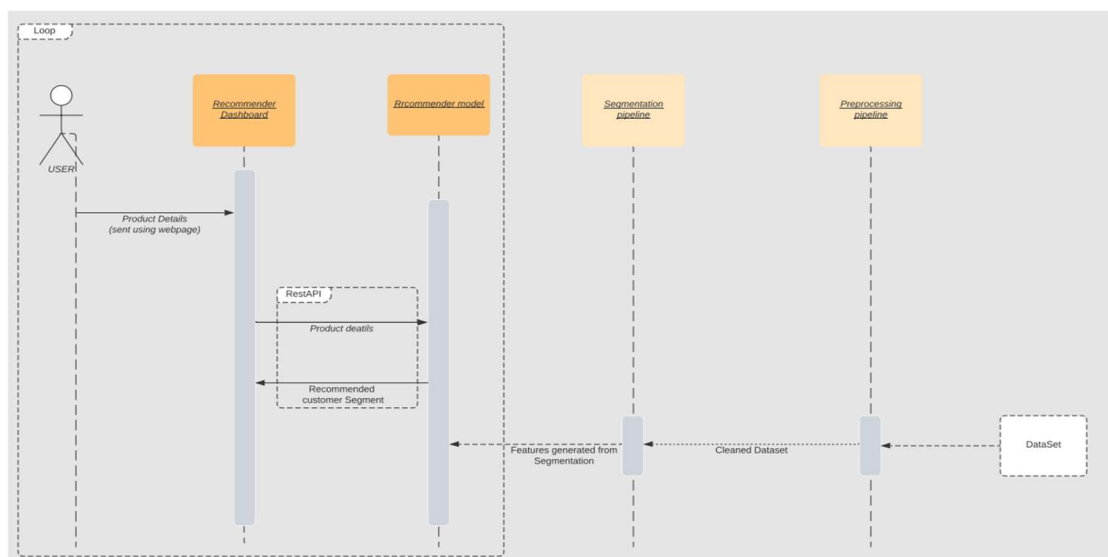 Loop
Recommender
Dashboard
Rrcommender model
Segmentation
pipeline
Preprocessing
pipeline
USER
Product Details
(sent using webpage)
RestAPI
Product deatils
Recommended
customer Segment
Features generated from
Segmentation
Cleaned Dataset
DataSet